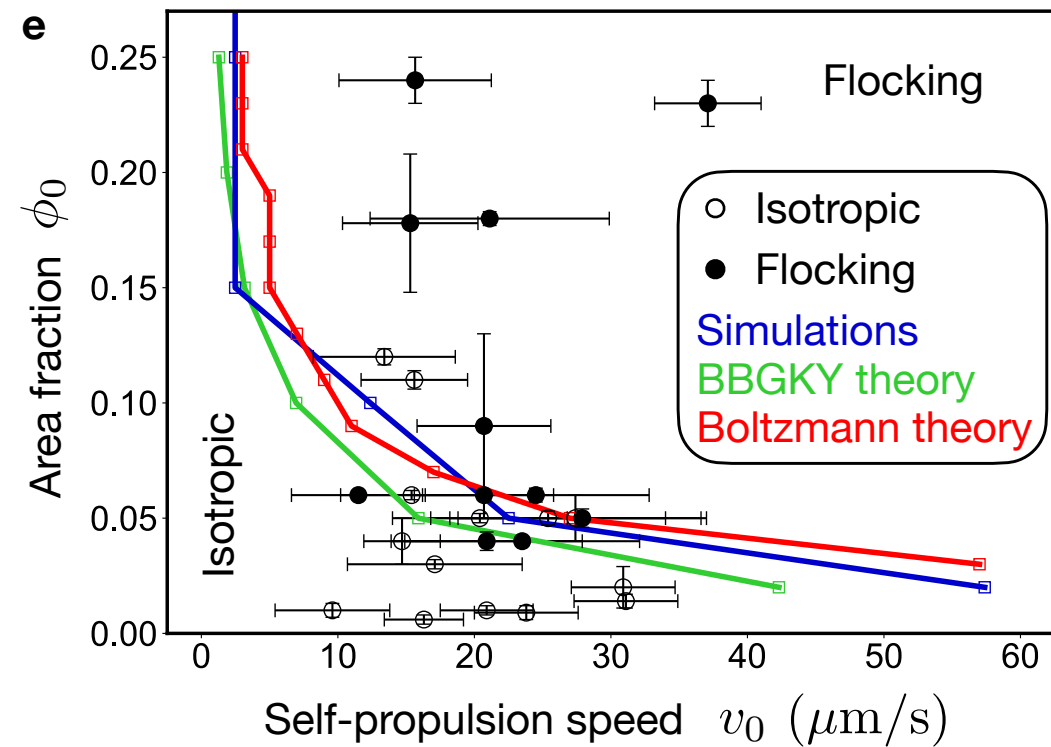 e
Area fraction ϕ₀
0.25
0.20
0.15
0.10
0.05
0.00
Flocking
Isotropic
Isotropic
Flocking
Simulations
BBGKY theory
Boltzmann theory
0 10 20 30 40 50 60
Self-propulsion speed v₀ (μm/s)